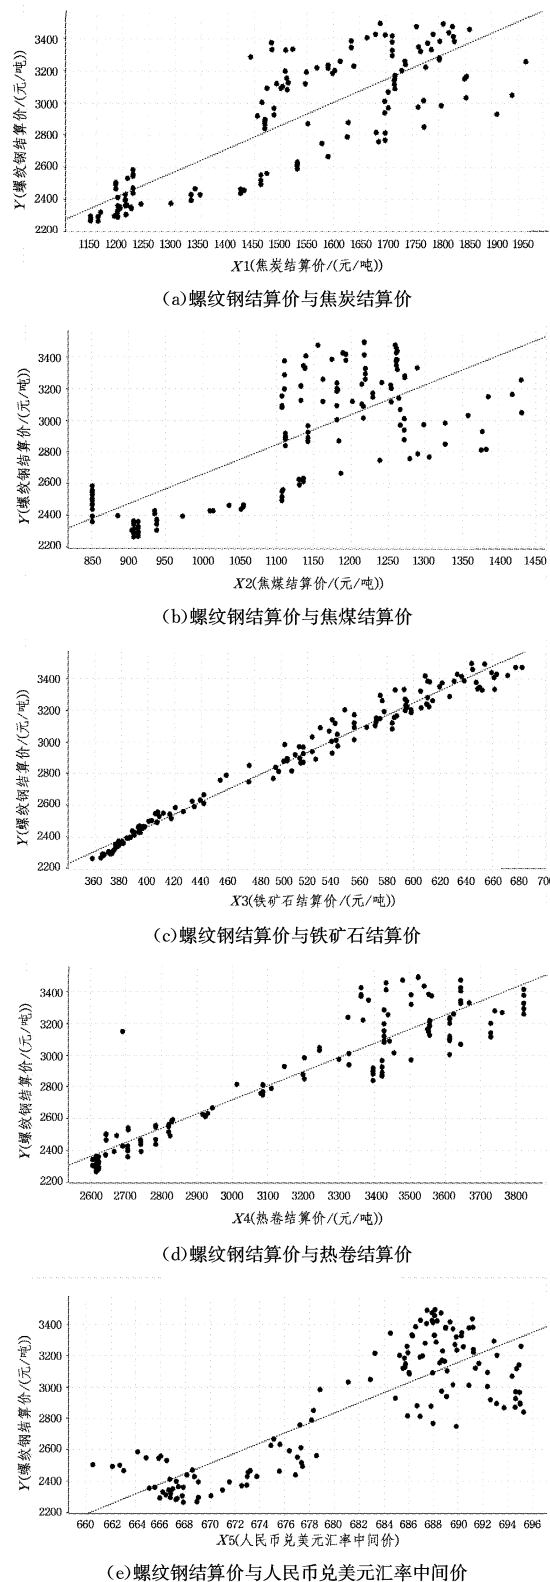 3400
3200
3000
2800
2600
2400
2200
Y(螺纹钢结算价/(元/吨))
1150 1200 1250 1300 1350 1400 1450 1500 1550 1600 1650 1700 1750 1800 1850 1900 1950
X1(焦炭结算价/(元/吨))
(a)螺纹钢结算价与焦炭结算价
3400
3200
3000
2800
2600
2400
2200
Y(螺纹钢结算价/(元/吨))
850 900 950 1000 1050 1100 1150 1200 1250 1300 1350 1400 1450
X2(焦煤结算价/(元/吨))
(b)螺纹钢结算价与焦煤结算价
3400
3200
3000
2800
2600
2400
2200
Y(螺纹钢结算价/(元/吨))
360 380 400 420 440 460 480 500 520 540 560 580 600 620 640 660 680 700
X3(铁矿石结算价/(元/吨))
(c)螺纹钢结算价与铁矿石结算价
3400
3200
3000
2800
2600
2400
2200
Y(螺纹钢结算价/(元/吨))
2600 2700 2800 2900 3000 3100 3200 3300 3400 3500 3600 3700 3800
X4(热卷结算价/(元/吨))
(d)螺纹钢结算价与热卷结算价
3400
3200
3000
2800
2600
2400
2200
Y(螺纹钢结算价/(元/吨))
660 662 664 666 668 670 672 674 676 678 680 682 684 686 688 690 692 694 696
X5(人民币兑美元汇率中间价)
(e)螺纹钢结算价与人民币兑美元汇率中间价